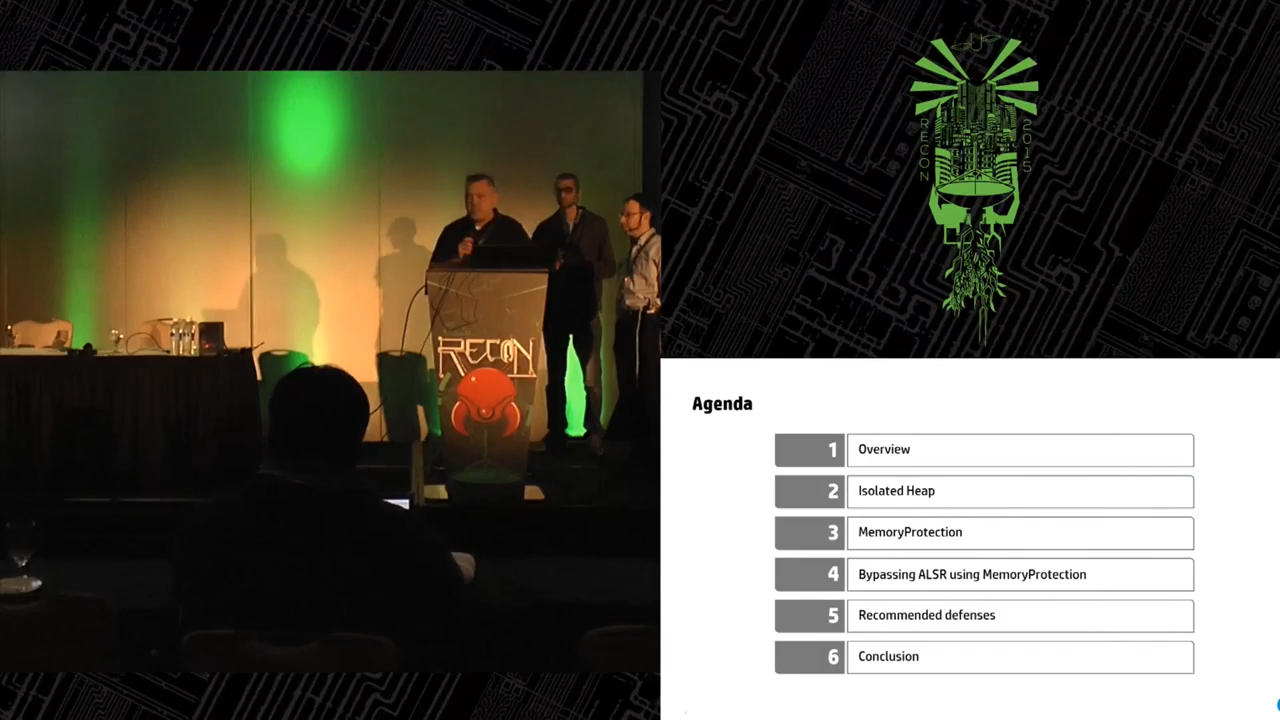 RECON
2015
RECON
Agenda
1 Overview
2 Isolated Heap
3 MemoryProtection
4 Bypassing ALSR using MemoryProtection
5 Recommended defenses
6 Conclusion